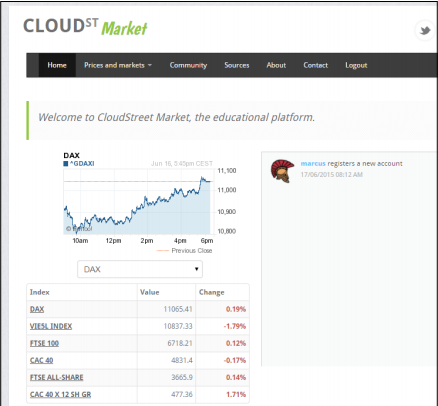 CLOUDST Market
Home Prices and markets Community Sources About Contact Logout
Welcome to CloudStreet Market, the educational platform.
DAX
^GDAXI Jun 16, 5:45pm CEST
11,100
11,000
10,900
10,800
10am 12pm 2pm 4pm 6pm
Previous Close
DAX
Index Value Change
DAX 11065.41 0.19%
VIE5L INDEX 10837.33 -1.79%
FTSE 100 6718.21 0.12%
CAC 40 4831.4 -0.17%
FTSE ALL-SHARE 3665.9 0.14%
CAC 40 X 12 SH GR 477.36 1.71%
marcus registers a new account
17/06/2015 08:12 AM